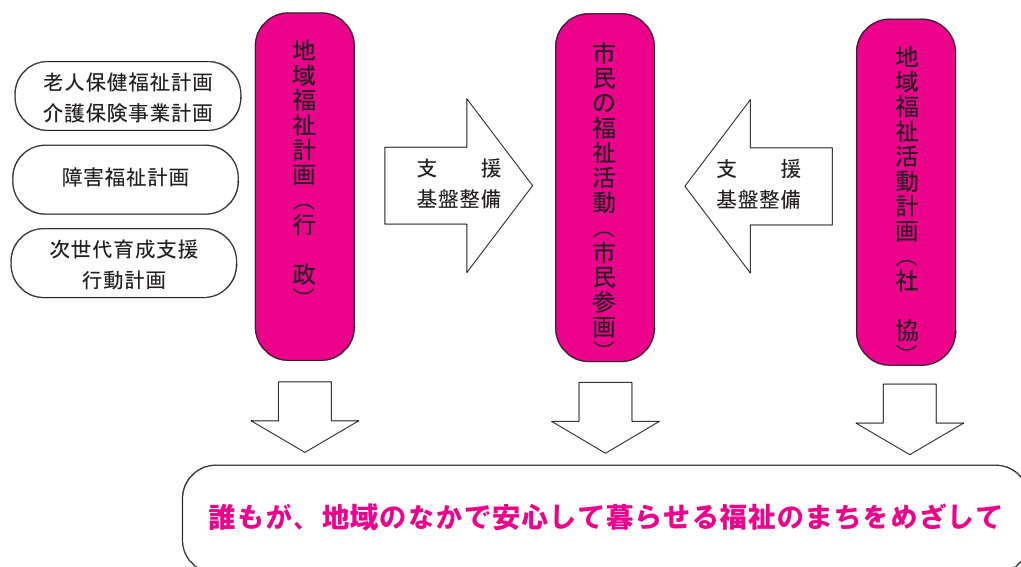 老人保健福祉計画
介護保険事業計画
障害福祉計画
次世代育成支援
行動計画
地域福祉計画（行　政）
支　援
基盤整備
市民の福祉活動（市民参画）
支　援
基盤整備
地域福祉活動計画（社　協）
誰もが、地域のなかで安心して暮らせる福祉のまちをめざして